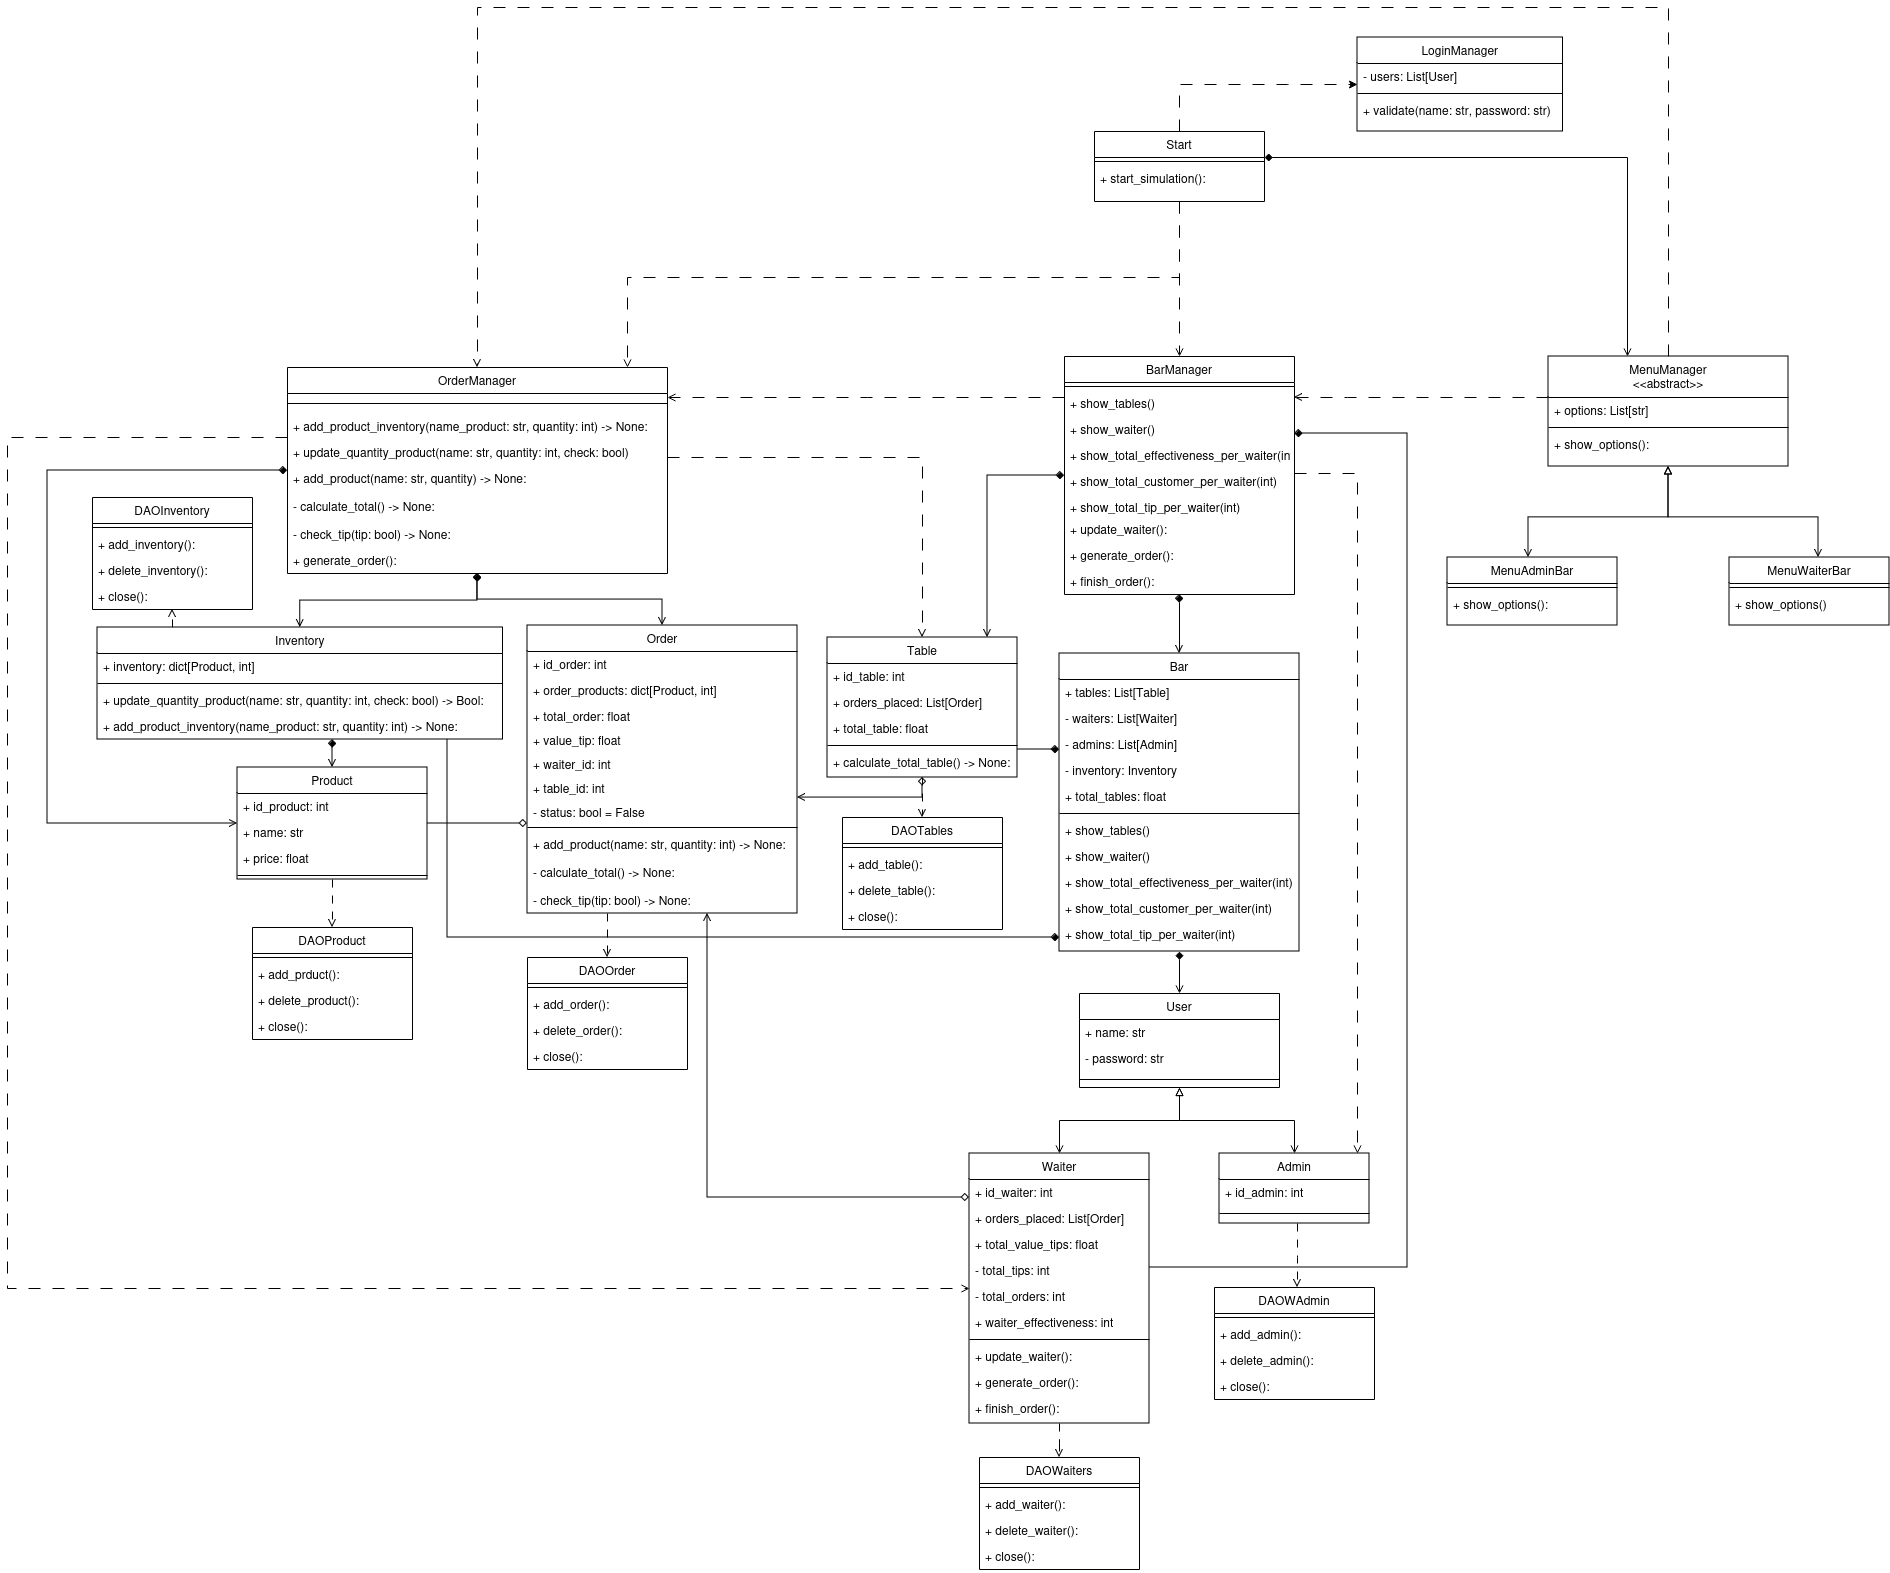 LoginManager
- users: List[User]
+ validate(name: str, password: str)
Start
+ start_simulation():
OrderManager
+ add_product_inventory(name_product: str, quantity: int) -> None:
+ update_quantity_product(name: str, quantity: int, check: bool)
+ add_product(name: str, quantity) -> None:
- calculate_total() -> None:
- check_tip(tip: bool) -> None:
+ generate_order():
BarManager
+ show_tables()
+ show_waiter()
+ show_total_effectiveness_per_waiter(in
+ show_total_customer_per_waiter(int)
+ show_total_tip_per_waiter(int)
+ update_waiter():
+ generate_order():
+ finish_order():
MenuManager
<<abstract>>
+ options: List[str]
+ show_options():
MenuAdminBar
+ show_options():
MenuWaiterBar
+ show_options()
DAOInventory
+ add_inventory():
+ delete_inventory():
+ close():
Inventory
+ inventory: dict[Product, int]
+ update_quantity_product(name: str, quantity: int, check: bool) -> Bool:
+ add_product_inventory(name_product: str, quantity: int) -> None:
Order
+ id_order: int
+ order_products: dict[Product, int]
+ total_order: float
+ value_tip: float
+ waiter_id: int
+ table_id: int
- status: bool = False
+ add_product(name: str, quantity: int) -> None:
- calculate_total() -> None:
- check_tip(tip: bool) -> None:
Table
+ id_table: int
+ orders_placed: List[Order]
+ total_table: float
+ calculate_total_table() -> None:
Bar
+ tables: List[Table]
- waiters: List[Waiter]
- admins: List[Admin]
- inventory: Inventory
+ total_tables: float
+ show_tables()
+ show_waiter()
+ show_total_effectiveness_per_waiter(int)
+ show_total_customer_per_waiter(int)
+ show_total_tip_per_waiter(int)
Product
+ id_product: int
+ name: str
+ price: float
DAOTables
+ add_table():
+ delete_table():
+ close():
DAOProduct
+ add_prduct():
+ delete_product():
+ close():
DAOOrder
+ add_order():
+ delete_order():
+ close():
User
+ name: str
- password: str
Waiter
+ id_waiter: int
+ orders_placed: List[Order]
+ total_value_tips: float
- total_tips: int
- total_orders: int
+ waiter_effectiveness: int
+ update_waiter():
+ generate_order():
+ finish_order():
Admin
+ id_admin: int
DAOWAdmin
+ add_admin():
+ delete_admin():
+ close():
DAOWaiters
+ add_waiter():
+ delete_waiter():
+ close():